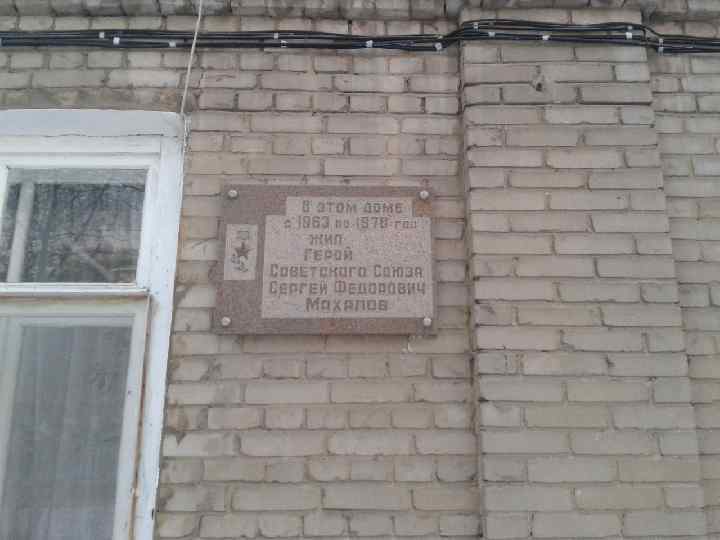 В этом доме
с 1963 по 1978 год
жил
Герой
Советского Союза
Сергей Федорович
Махалов